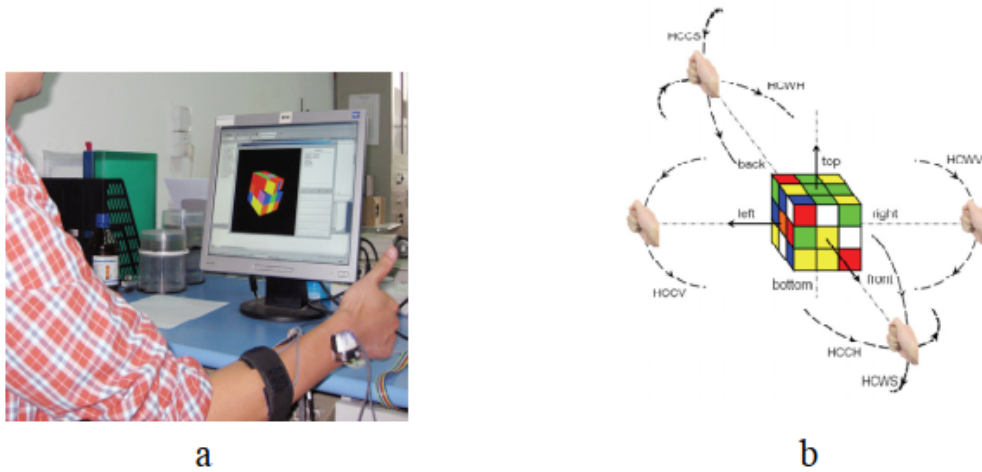 HCCS
HCWH
back
top
HCWV
left
right
HCCV
bottom
front
HCCH
HCWS
a
b